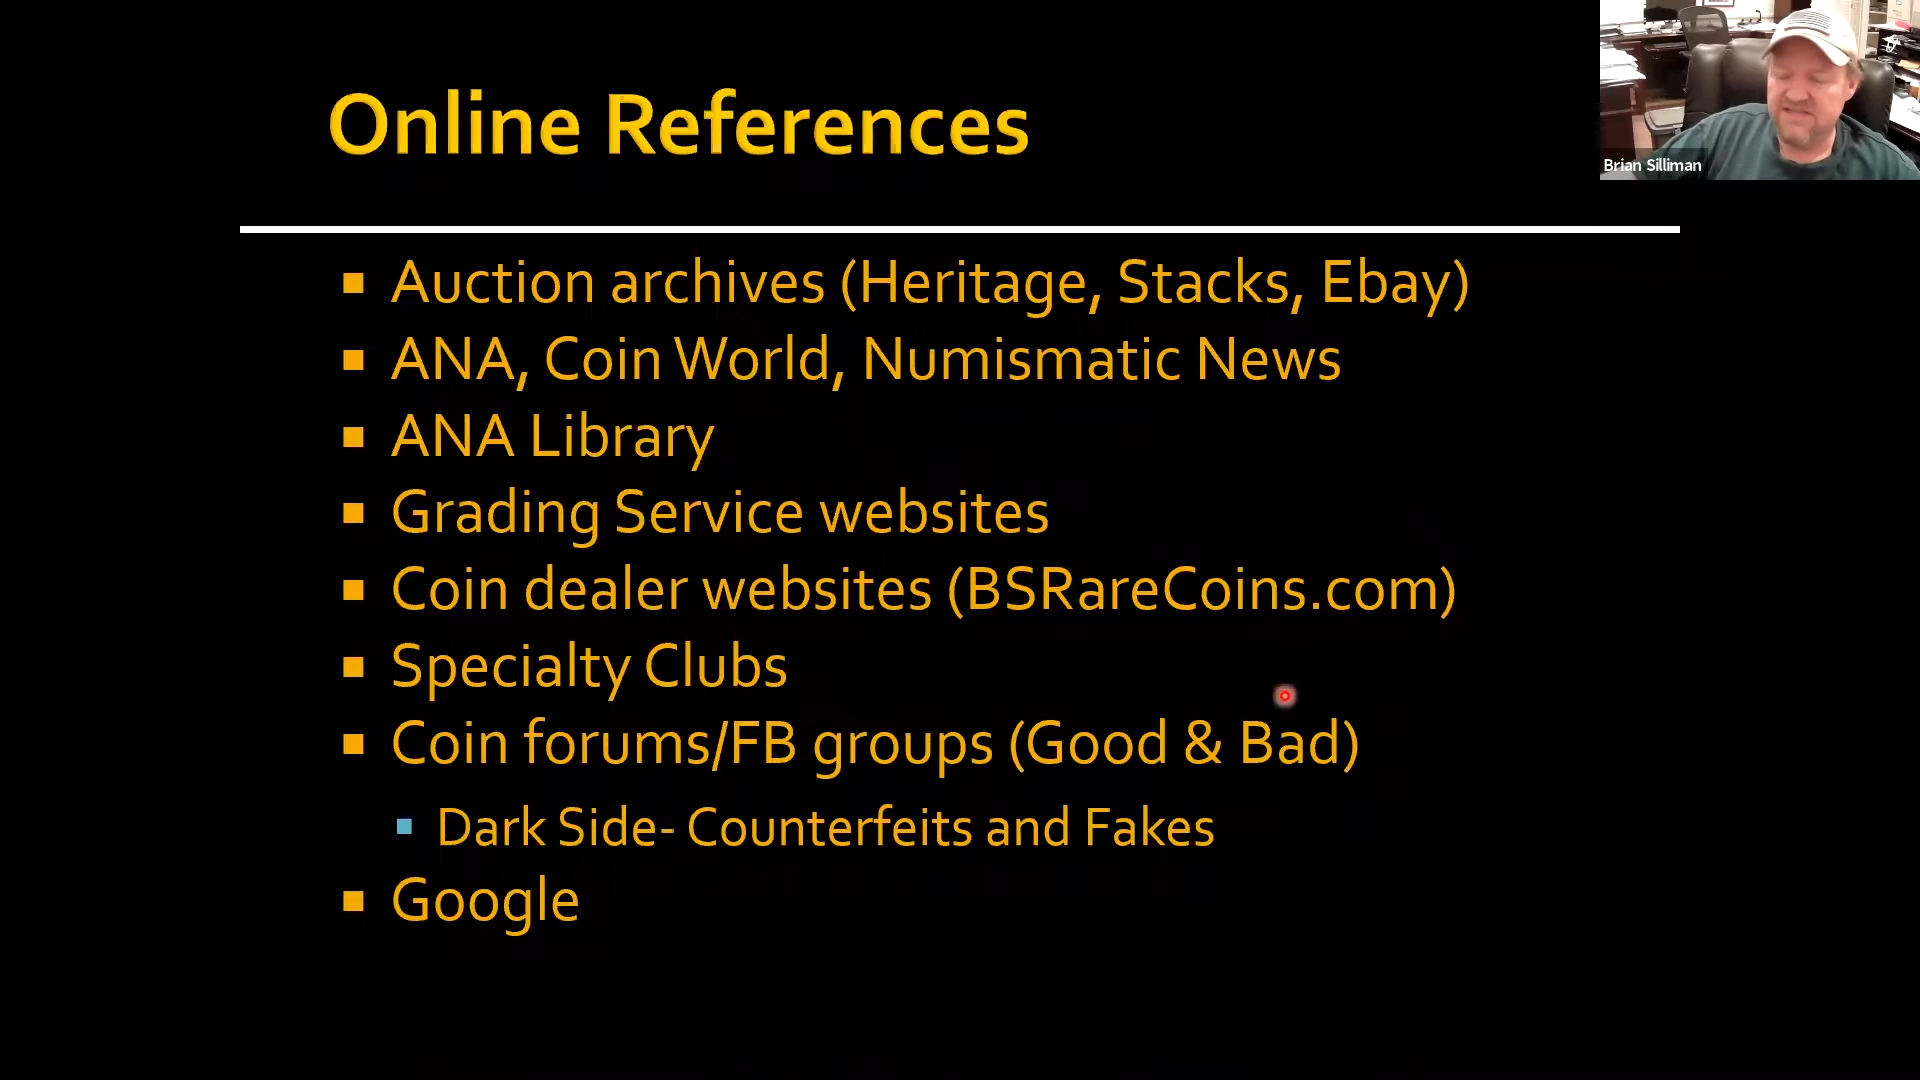 Online References
Brian Silliman
Auction archives (Heritage, Stacks, Ebay)
ANA, Coin World, Numismatic News
ANA Library
Grading Service websites
Coin dealer websites (BSRareCoins.com)
Specialty Clubs
Coin forums/FB groups (Good & Bad)
Dark Side- Counterfeits and Fakes
Google